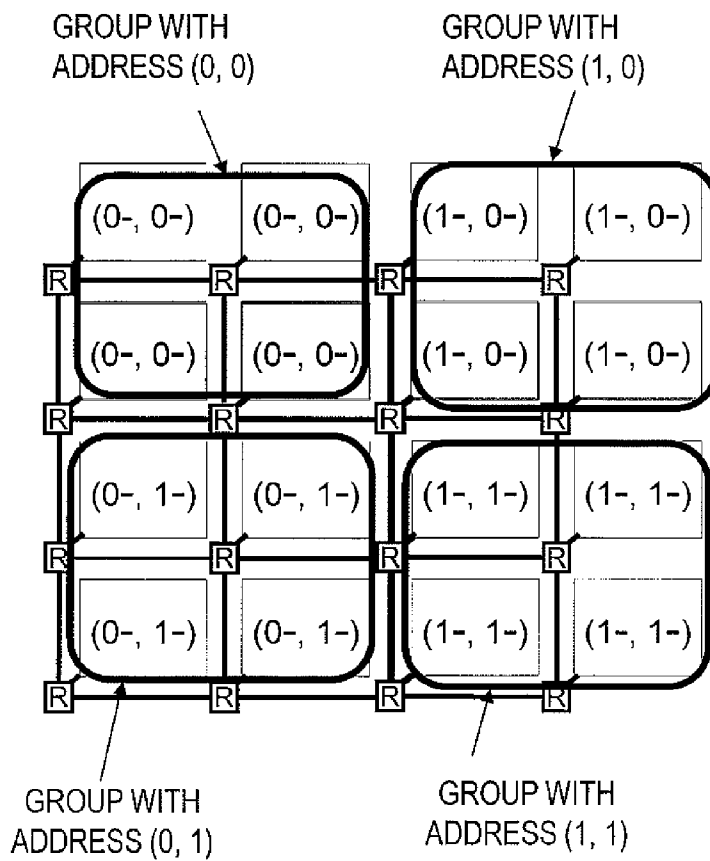 GROUP WITH
ADDRESS (0, 0)
GROUP WITH
ADDRESS (1, 0)
(0-, 0-) (0-, 0-) (1-, 0-) (1-, 0-)
R R R R
(0-, 0-) (0-, 0-) (1-, 0-) (1-, 0-)
R R R R
(0-, 1-) (0-, 1-) (1-, 1-) (1-, 1-)
R R R R
(0-, 1-) (0-, 1-) (1-, 1-) (1-, 1-)
R R R R
GROUP WITH
ADDRESS (0, 1)
GROUP WITH
ADDRESS (1, 1)